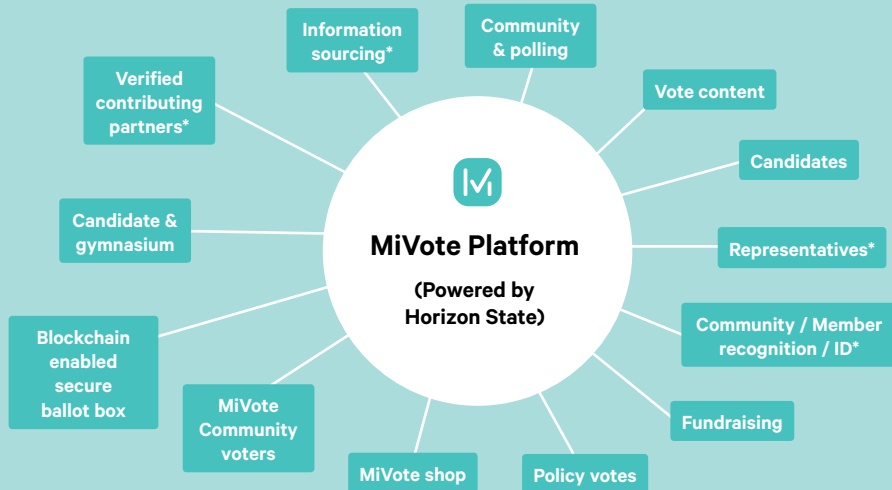 Information
sourcing*
Community
& polling
Verified
contributing
partners*
Vote content
Candidates
Candidate &
gymnasium
MiVote Platform
(Powered by
Horizon State)
Representatives*
Blockchain
enabled
secure
ballot box
Community / Member
recognition / ID*
MiVote
Community
voters
Fundraising
MiVote shop
Policy votes